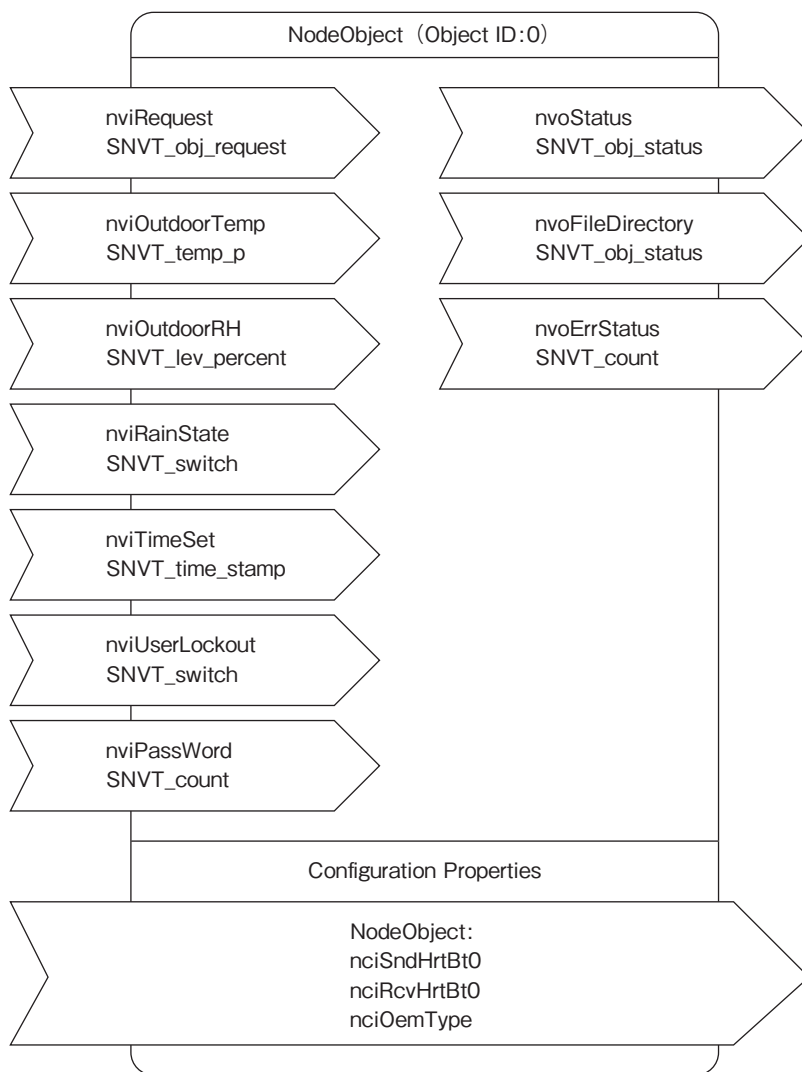 NodeObject（Object ID:0）
nviRequest
SNVT_obj_request
nviOutdoorTemp
SNVT_temp_p
nviOutdoorRH
SNVT_lev_percent
nviRainState
SNVT_switch
nviTimeSet
SNVT_time_stamp
nviUserLockout
SNVT_switch
nviPassWord
SNVT_count
nvoStatus
SNVT_obj_status
nvoFileDirectory
SNVT_obj_status
nvoErrStatus
SNVT_count
Configuration Properties
NodeObject:
nciSndHrtBt0
nciRcvHrtBt0
nciOemType